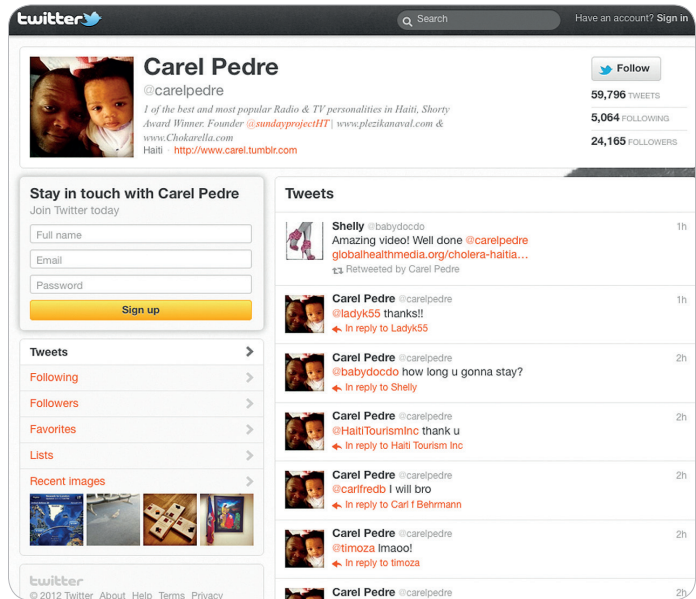 twitter
Search
Have an account? Sign in
Carel Pedre
@carelpedre
1 of the best and most popular Radio & TV personalities in Haiti, Shorty
Award Winner. Founder @sundayprojectHT | www.plezikanaval.com &
www.Chokarella.com
Haiti · http://www.carel.tumblr.com
Follow
59,796 TWEETS
5,064 FOLLOWING
24,165 FOLLOWERS
Stay in touch with Carel Pedre
Join Twitter today
Full name
Email
Password
Sign up
Tweets
Following
Followers
Favorites
Lists
Recent images
twitter
© 2012 Twitter About Help Terms Privacy
Tweets
Shelly @babydocdo 1h
Amazing video! Well done @carelpedre
globalhealthmedia.org/cholera-haitia…
Retweeted by Carel Pedre
Carel Pedre @carelpedre 1h
@ladyk55 thanks!!
In reply to Ladyk55
Carel Pedre @carelpedre 2h
@babydocdo how long u gonna stay?
In reply to Shelly
Carel Pedre @carelpedre 2h
@HaitiTourismInc thank u
In reply to Haiti Tourism Inc
Carel Pedre @carelpedre 2h
@carlfredb I will bro
In reply to Carl f Behrmann
Carel Pedre @carelpedre 2h
@timoza lmaoo!
In reply to timoza
Carel Pedre @carelpedre 2h